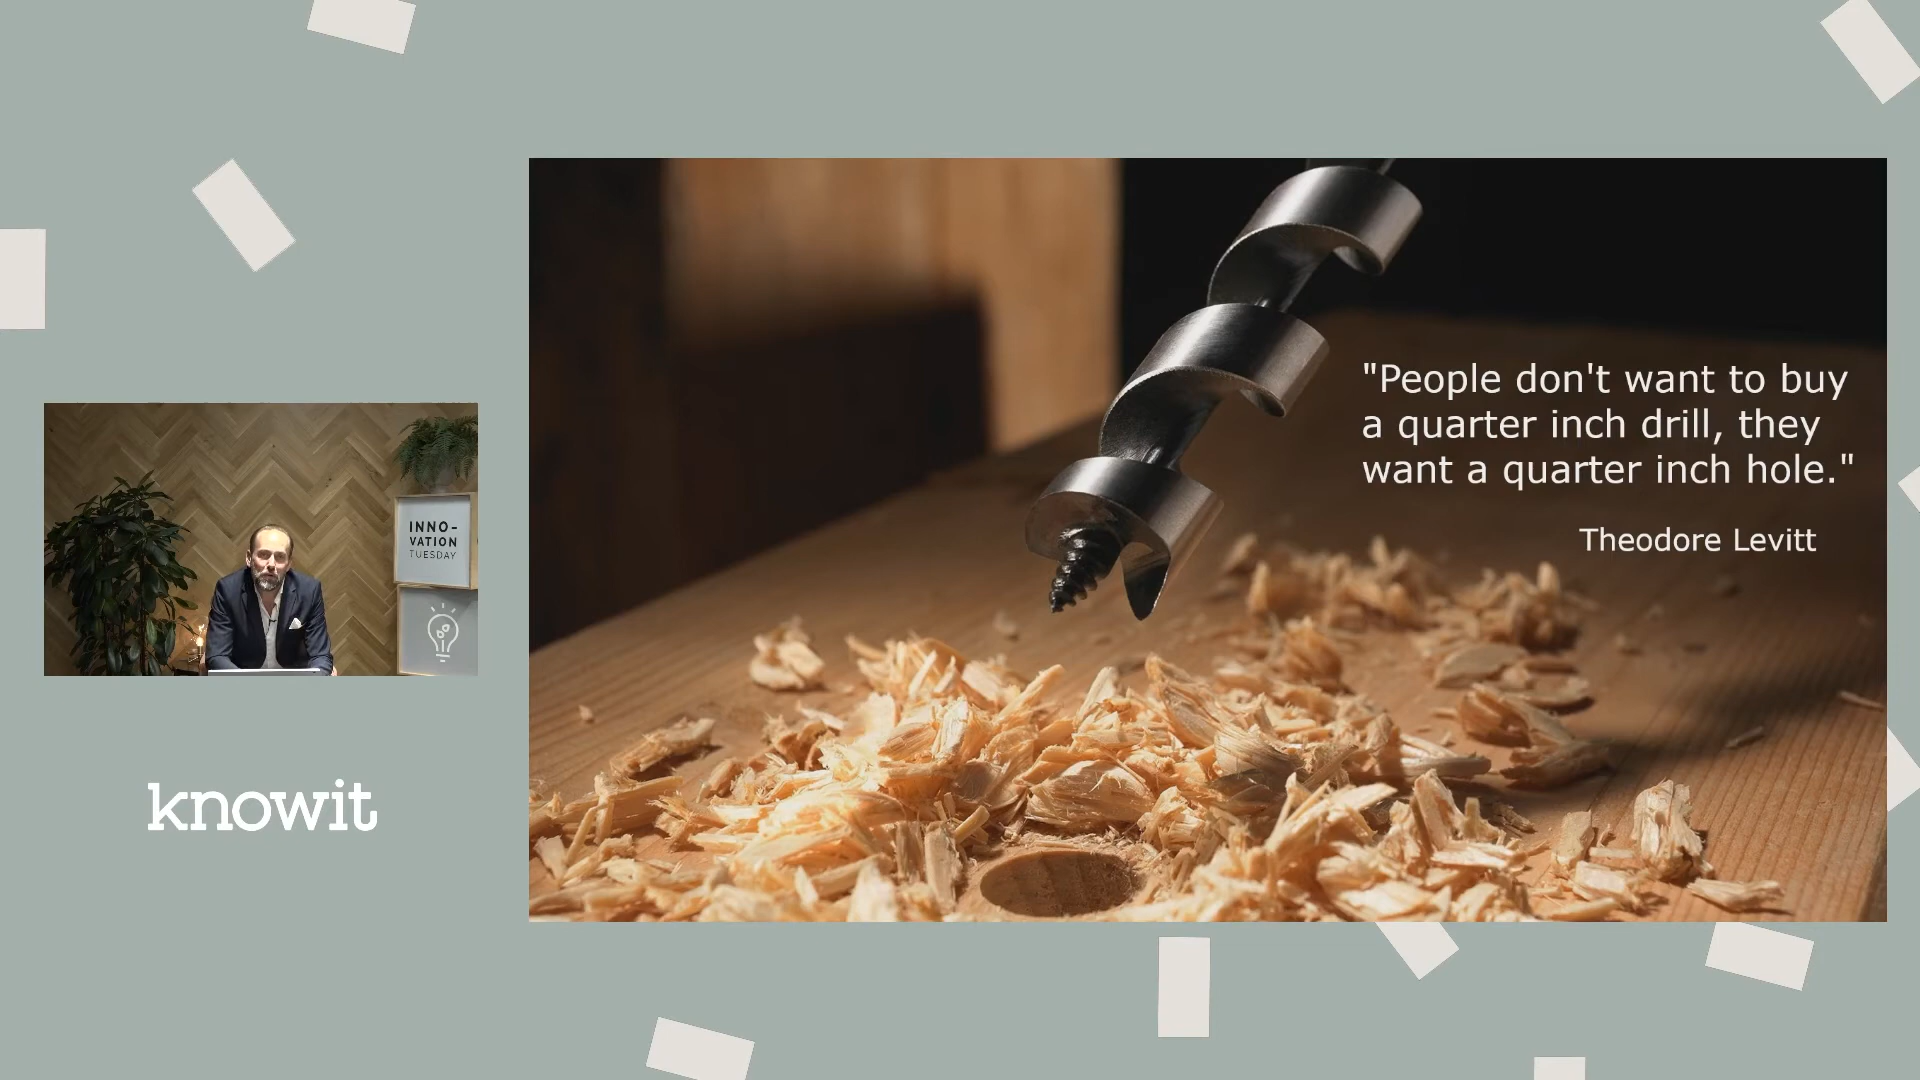 INNO-
VATION
TUESDAY
knowit
"People don't want to buy
a quarter inch drill, they
want a quarter inch hole."
Theodore Levitt